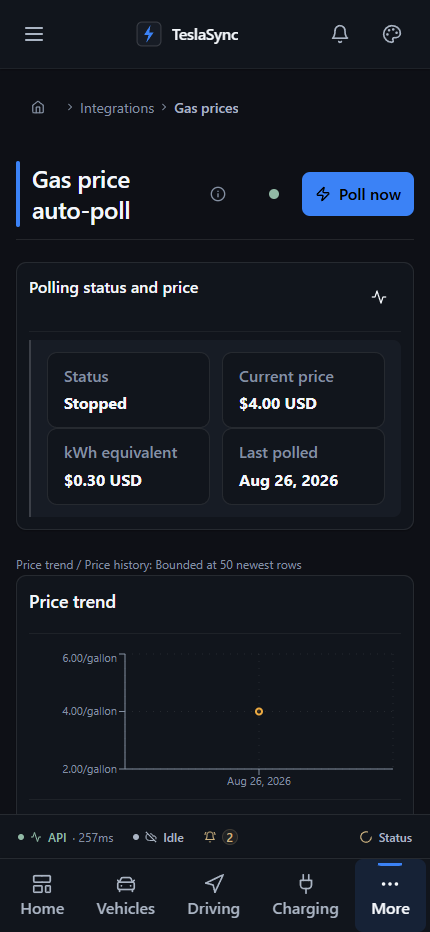 TeslaSync
Integrations
Gas prices
Gas price
auto-poll
Poll now
Polling status and price
Status
Stopped
Current price
$4.00 USD
kWh equivalent
$0.30 USD
Last polled
Aug 26, 2026
Price trend / Price history: Bounded at 50 newest rows
Price trend
6.00/gallon
4.00/gallon
2.00/gallon
Aug 26, 2026
API · 257ms
Idle
2
Status
Home
Vehicles
Driving
Charging
More